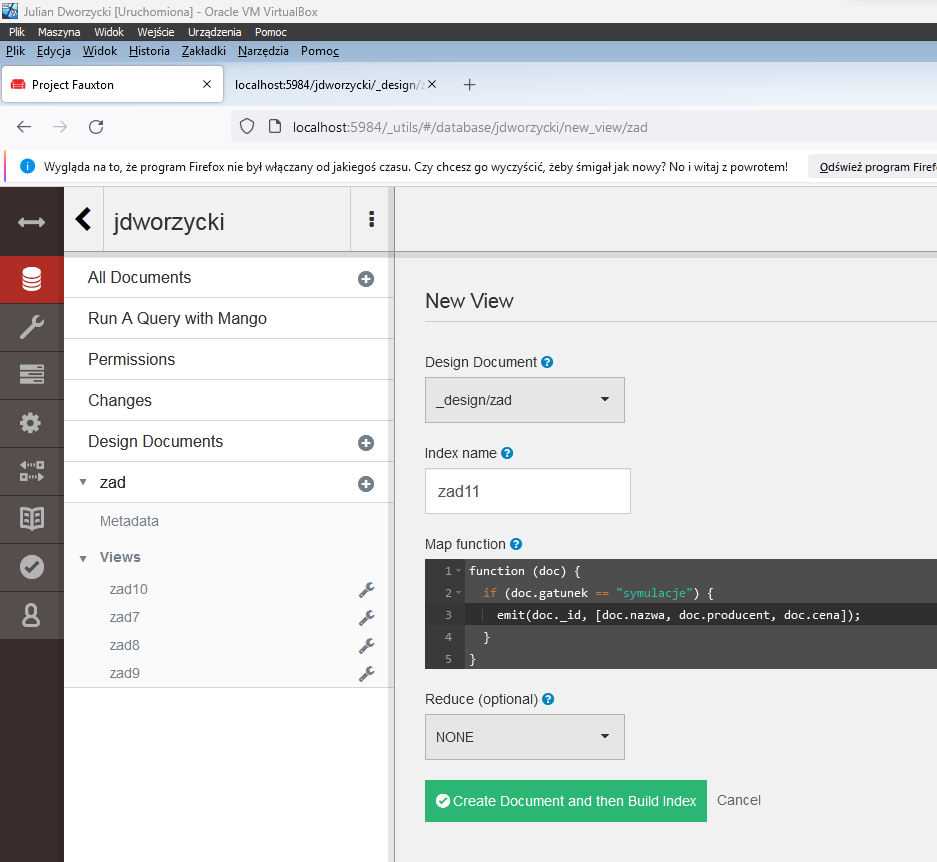 Julian Dworzycki [Uruchomiona] - Oracle VM VirtualBox
Plik Maszyna Widok Wejście Urządzenia Pomoc
Plik Edycja Widok Historia Zakładki Narzędzia Pomoc
Project Fauxton
localhost:5984/jdworzycki/_design/z
localhost:5984/_utils/#/database/jdworzycki/new_view/zad
Wygląda na to, że program Firefox nie był włączany od jakiegoś czasu. Czy chcesz go wyczyścić, żeby śmigał jak nowy? No i witaj z powrotem! Odśwież program Firef
jdworzycki
All Documents
Run A Query with Mango
Permissions
Changes
Design Documents
zad
Metadata
Views
zad10
zad7
zad8
zad9
New View
Design Document
_design/zad
Index name
zad11
Map function
1 function (doc) {
2 if (doc.gatunek == "symulacje") {
3 emit(doc._id, [doc.nazwa, doc.producent, doc.cena]);
4 }
5 }
Reduce (optional)
NONE
Create Document and then Build Index Cancel